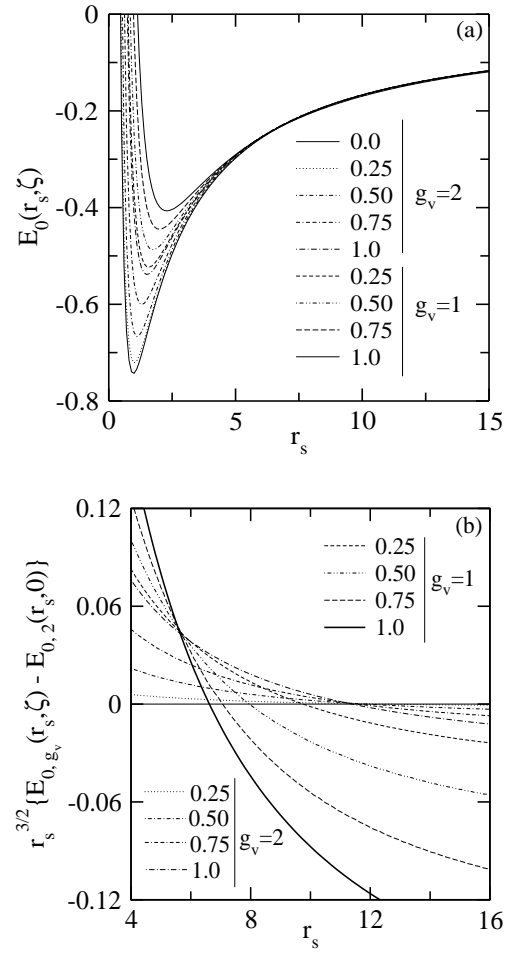 (a)
0
-0.2
-0.4
-0.6
-0.8
E₀(rₛ,ζ)
0.0
0.25
0.50
0.75
1.0
gᵥ=2
0.25
0.50
0.75
1.0
gᵥ=1
0 5 10 15
rₛ
(b)
0.12
0.06
0
-0.06
-0.12
rₛ^3/2{E₀, gᵥ(rₛ,ζ) - E₀, ₂(rₛ,0)}
0.25
0.50
0.75
1.0
gᵥ=1
0.25
0.50
0.75
1.0
gᵥ=2
4 8 12 16
rₛ